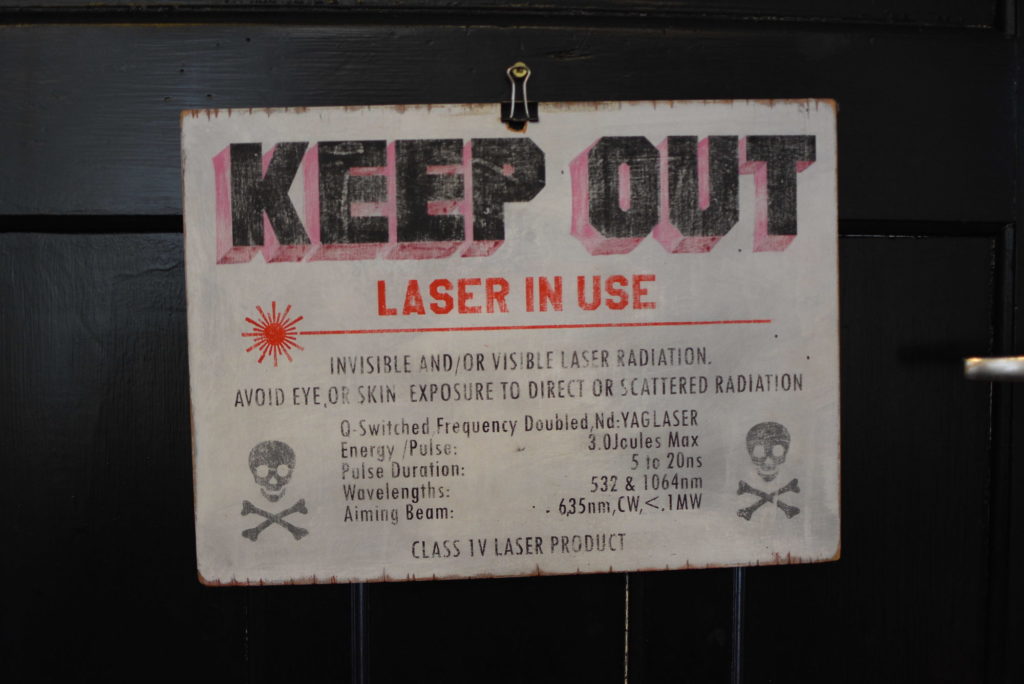 KEEP OUT
LASER IN USE
INVISIBLE AND/OR VISIBLE LASER RADIATION.
AVOID EYE,OR SKIN EXPOSURE TO DIRECT OR SCATTERED RADIATION
Q-Switched,Frequency Doubled,Nd:YAGLASER
Energy /Pulse: 3.0Joules Max
Pulse Duration: 5 to 20ns
Wavelengths: 532 & 1064nm
Aiming Beam: 635nm,CW,<.1MW
CLASS 1V LASER PRODUCT